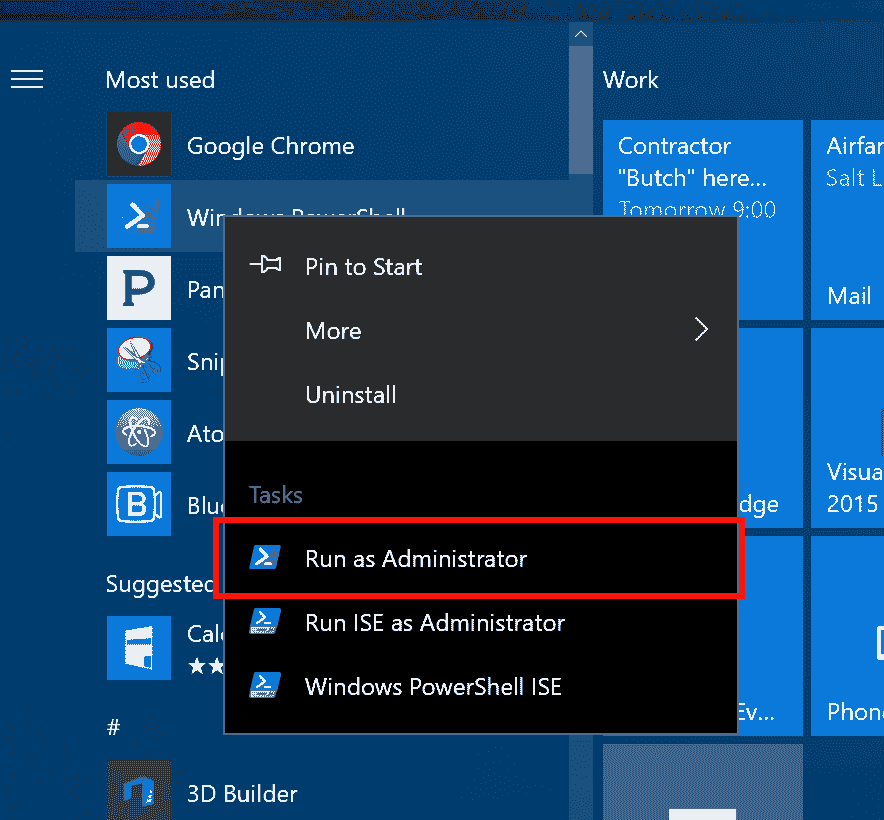 Most used
Work
Google Chrome
Contractor
"Butch" here...
Tomorrow 9:00
Airfar
Salt L
Windows PowerShell
Pin to Start
Mail
P
Pan
More
Snip
Uninstall
Ato
Visua
2015
Tasks
B
Blue
dge
Run as Administrator
Suggested
Run ISE as Administrator
Cale
★★
Windows PowerShell ISE
Ev...
Phon
#
3D Builder